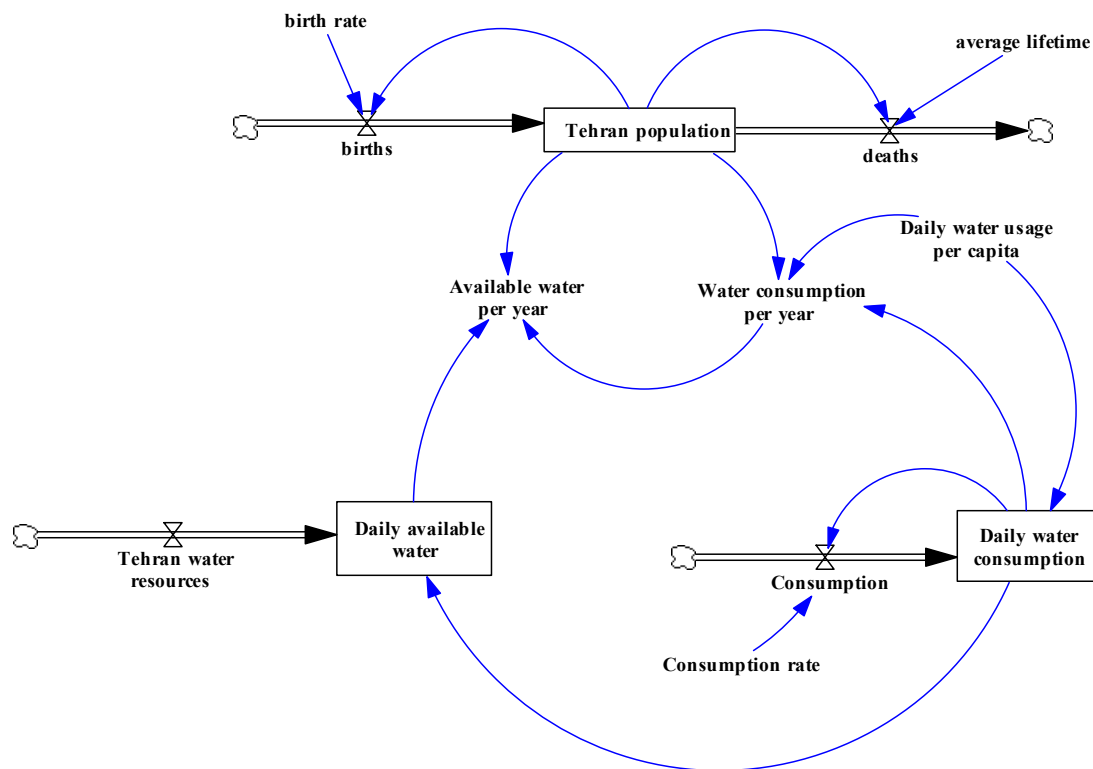 birth rate
average lifetime
Tehran population
births
deaths
Daily water usage
per capita
Available water
per year
Water consumption
per year
Daily available
water
Daily water
consumption
Tehran water
resources
Consumption
Consumption rate